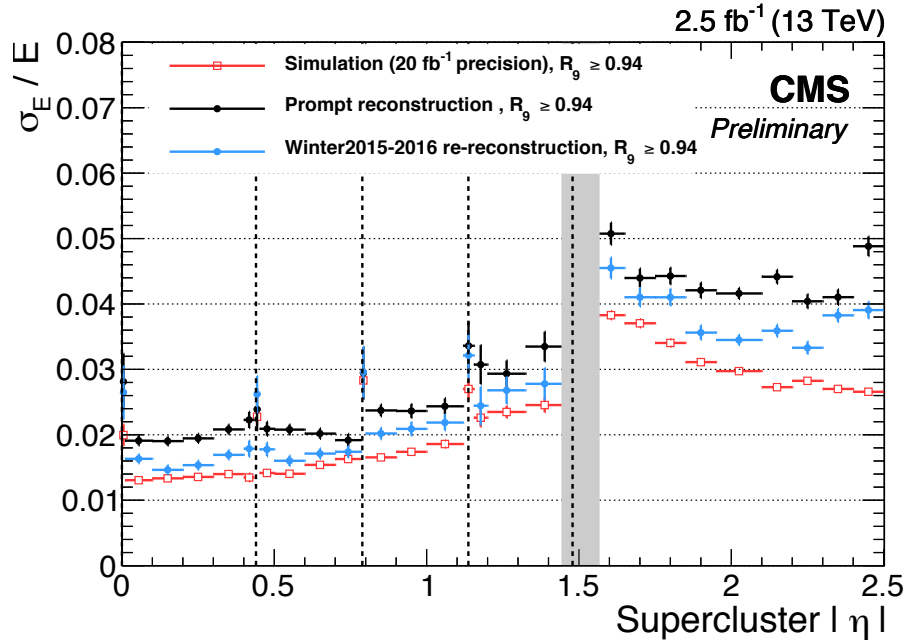 2.5 fb⁻¹ (13 TeV)
σ_E / E
0.08
0.07
0.06
0.05
0.04
0.03
0.02
0.01
0
Simulation (20 fb⁻¹ precision), R₉ ≥ 0.94
Prompt reconstruction , R₉ ≥ 0.94
Winter2015-2016 re-reconstruction, R₉ ≥ 0.94
CMS
Preliminary
0 0.5 1 1.5 2 2.5
Supercluster | η |